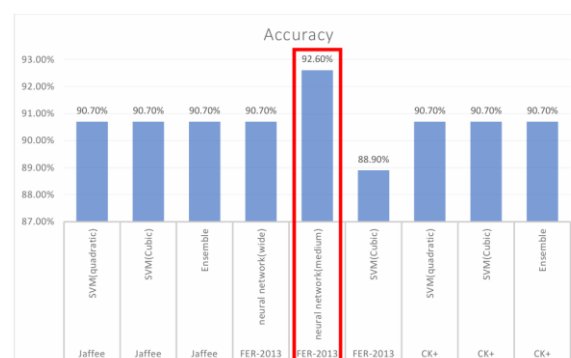 Accuracy
93.00%
92.00%
91.00%
90.00%
89.00%
88.00%
87.00%
90.70%
90.70%
90.70%
90.70%
92.60%
88.90%
90.70%
90.70%
90.70%
SVM(quadratic)
SVM(Cubic)
Ensemble
neural network(wide)
neural network(medium)
SVM(Cubic)
SVM(quadratic)
SVM(Cubic)
Ensemble
Jaffee
Jaffee
Jaffee
FER-2013
FER-2013
FER-2013
CK+
CK+
CK+